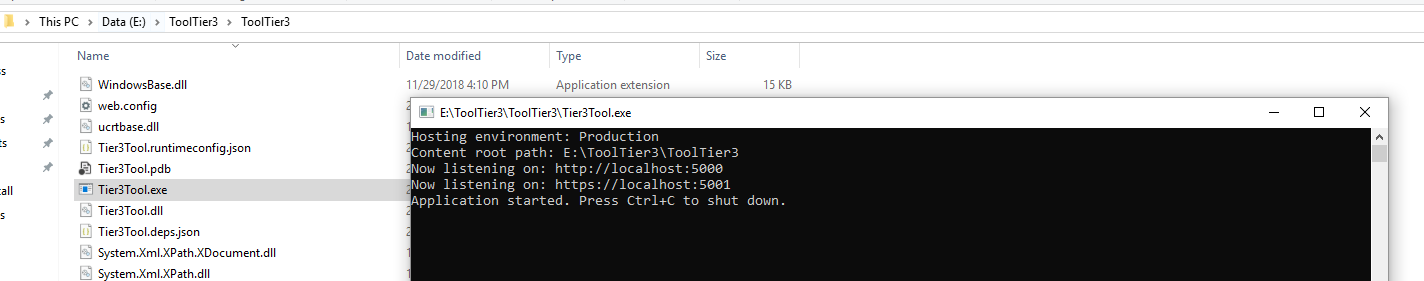 This PC > Data (E:) > ToolTier3 > ToolTier3
Name Date modified Type Size
WindowsBase.dll 11/29/2018 4:10 PM Application extension 15 KB
web.config
ucrtbase.dll
Tier3Tool.runtimeconfig.json
Tier3Tool.pdb
Tier3Tool.exe
Tier3Tool.dll
Tier3Tool.deps.json
System.Xml.XPath.XDocument.dll
System.Xml.XPath.dll
E:\ToolTier3\ToolTier3\Tier3Tool.exe
Hosting environment: Production
Content root path: E:\ToolTier3\ToolTier3
Now listening on: http://localhost:5000
Now listening on: https://localhost:5001
Application started. Press Ctrl+C to shut down.